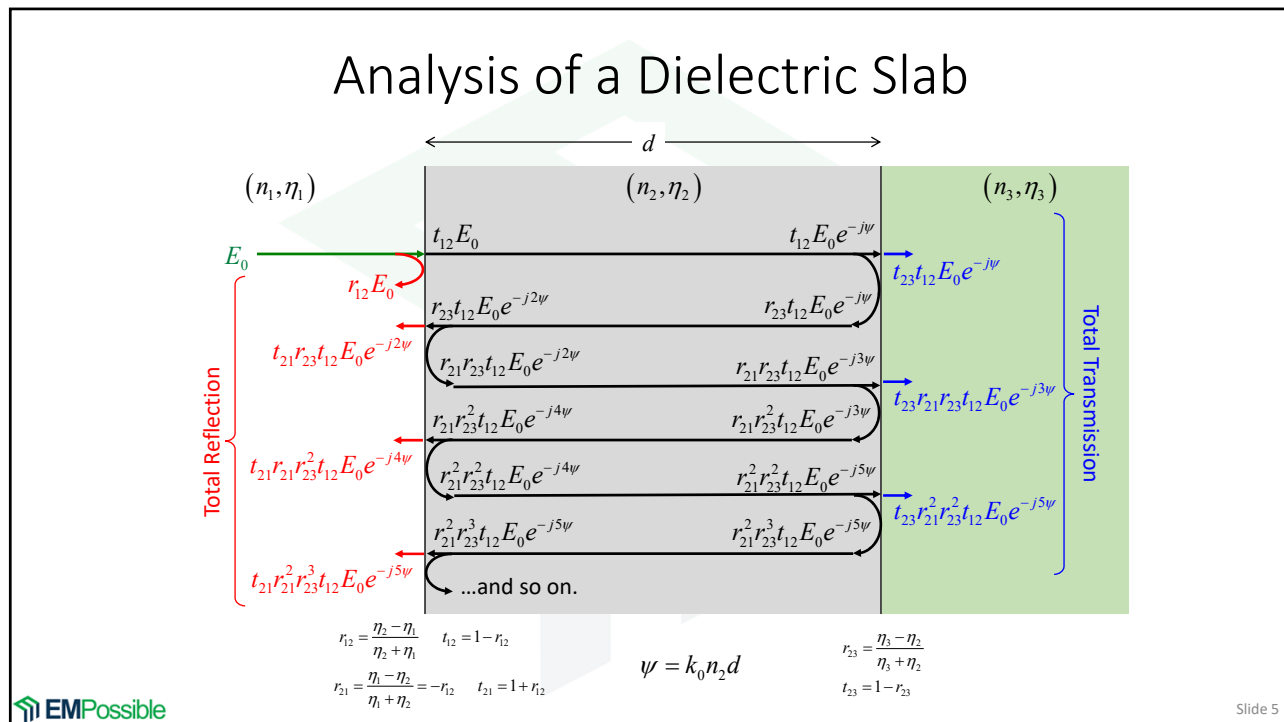 Analysis of a Dielectric Slab
d
(n₁, η₁)
(n₂, η₂)
(n₃, η₃)
E₀
t₁₂E₀
t₁₂E₀e^{-jψ}
r₁₂E₀
t₂₃t₁₂E₀e^{-jψ}
r₂₃t₁₂E₀e^{-j2ψ}
r₂₃t₁₂E₀e^{-jψ}
t₂₁r₂₃t₁₂E₀e^{-j2ψ}
r₂₁r₂₃t₁₂E₀e^{-j2ψ}
r₂₁r₂₃t₁₂E₀e^{-j3ψ}
t₂₃r₂₁r₂₃t₁₂E₀e^{-j3ψ}
r₂₁r₂₃²t₁₂E₀e^{-j4ψ}
r₂₁r₂₃²t₁₂E₀e^{-j3ψ}
t₂₁r₂₁r₂₃²t₁₂E₀e^{-j4ψ}
r₂₁²r₂₃²t₁₂E₀e^{-j4ψ}
r₂₁²r₂₃²t₁₂E₀e^{-j5ψ}
t₂₃r₂₁²r₂₃²t₁₂E₀e^{-j5ψ}
r₂₁²r₂₃³t₁₂E₀e^{-j5ψ}
r₂₁²r₂₃³t₁₂E₀e^{-j5ψ}
t₂₁r₂₁²r₂₃³t₁₂E₀e^{-j5ψ}
...and so on.
Total Reflection
Total Transmission
r₁₂ = (η₂ − η₁)/(η₂ + η₁) t₁₂ = 1 − r₁₂
r₂₁ = (η₁ − η₂)/(η₁ + η₂) = −r₁₂ t₂₁ = 1 + r₁₂
ψ = k₀n₂d
r₂₃ = (η₃ − η₂)/(η₃ + η₂)
t₂₃ = 1 − r₂₃
EMPossible
Slide 5